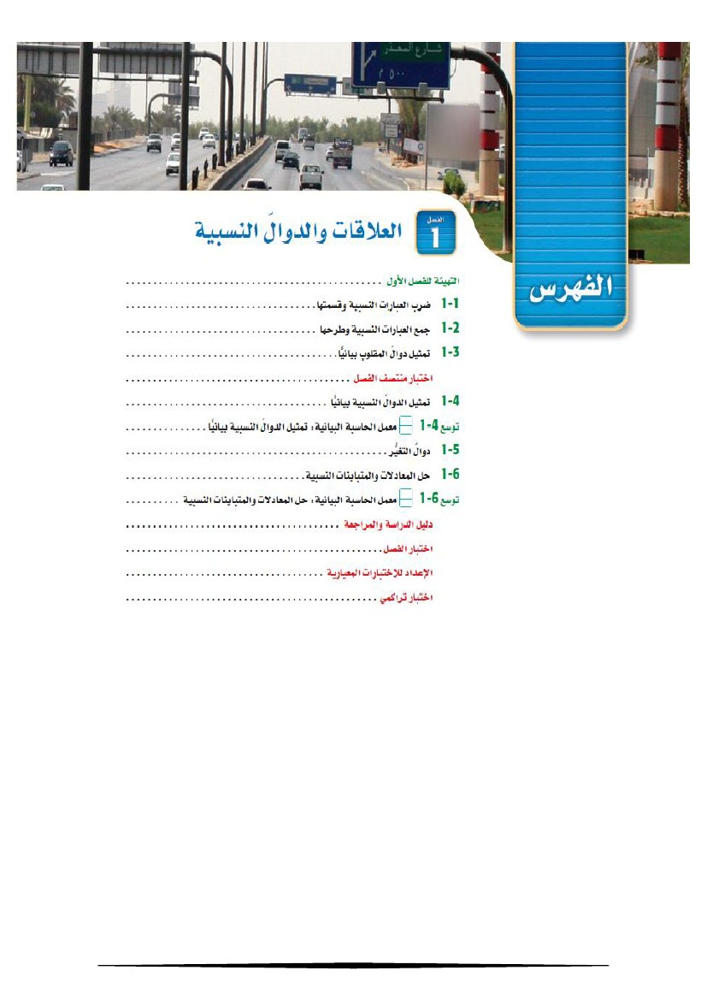 شارع المعذر
٥٠٠ م
الفهرس
الفصل
1
العلاقات والدوالّ النسبية
التهيئة للفصل الأول
1-1 ضرب العبارات النسبية وقسمتها
1-2 جمع العبارات النسبية وطرحها
1-3 تمثيل دوالّ المقلوب بيانيًّا
اختبار منتصف الفصل
1-4 تمثيل الدوالّ النسبية بيانيًّا
توسع 1-4 معمل الحاسبة البيانية : تمثيل الدوالّ النسبية بيانيًّا
1-5 دوالّ التغيُّر
1-6 حل المعادلات والمتباينات النسبية
توسع 1-6 معمل الحاسبة البيانية : حل المعادلات والمتباينات النسبية
دليل الدراسة والمراجعة
اختبار الفصل
الإعداد للاختبارات المعيارية
اختبار تراكمي